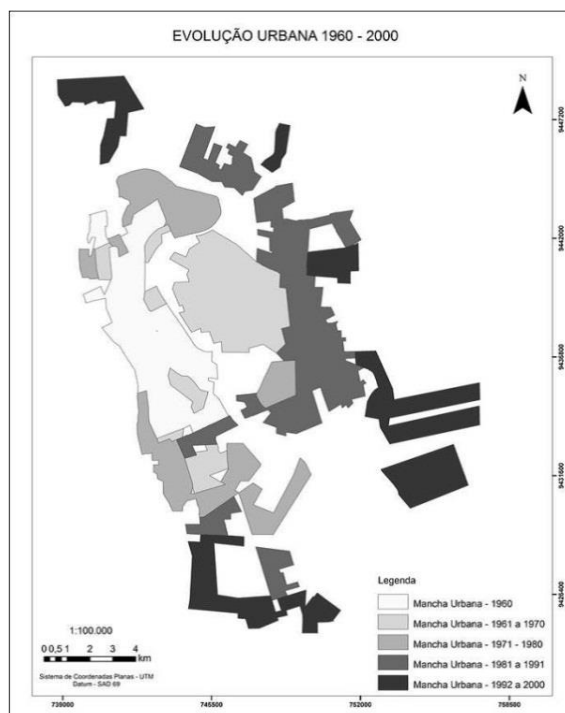 EVOLUÇÃO URBANA 1960 - 2000
N
9447200
9442000
9436800
9431600
9426400
Legenda
Mancha Urbana - 1960
Mancha Urbana - 1961 a 1970
Mancha Urbana - 1971 - 1980
Mancha Urbana - 1981 a 1991
Mancha Urbana - 1992 a 2000
1:100.000
0 0,5 1 2 3 4
km
Sistema de Coordenadas Planas - UTM
Datum - SAD 69
739000
745500
752000
758500